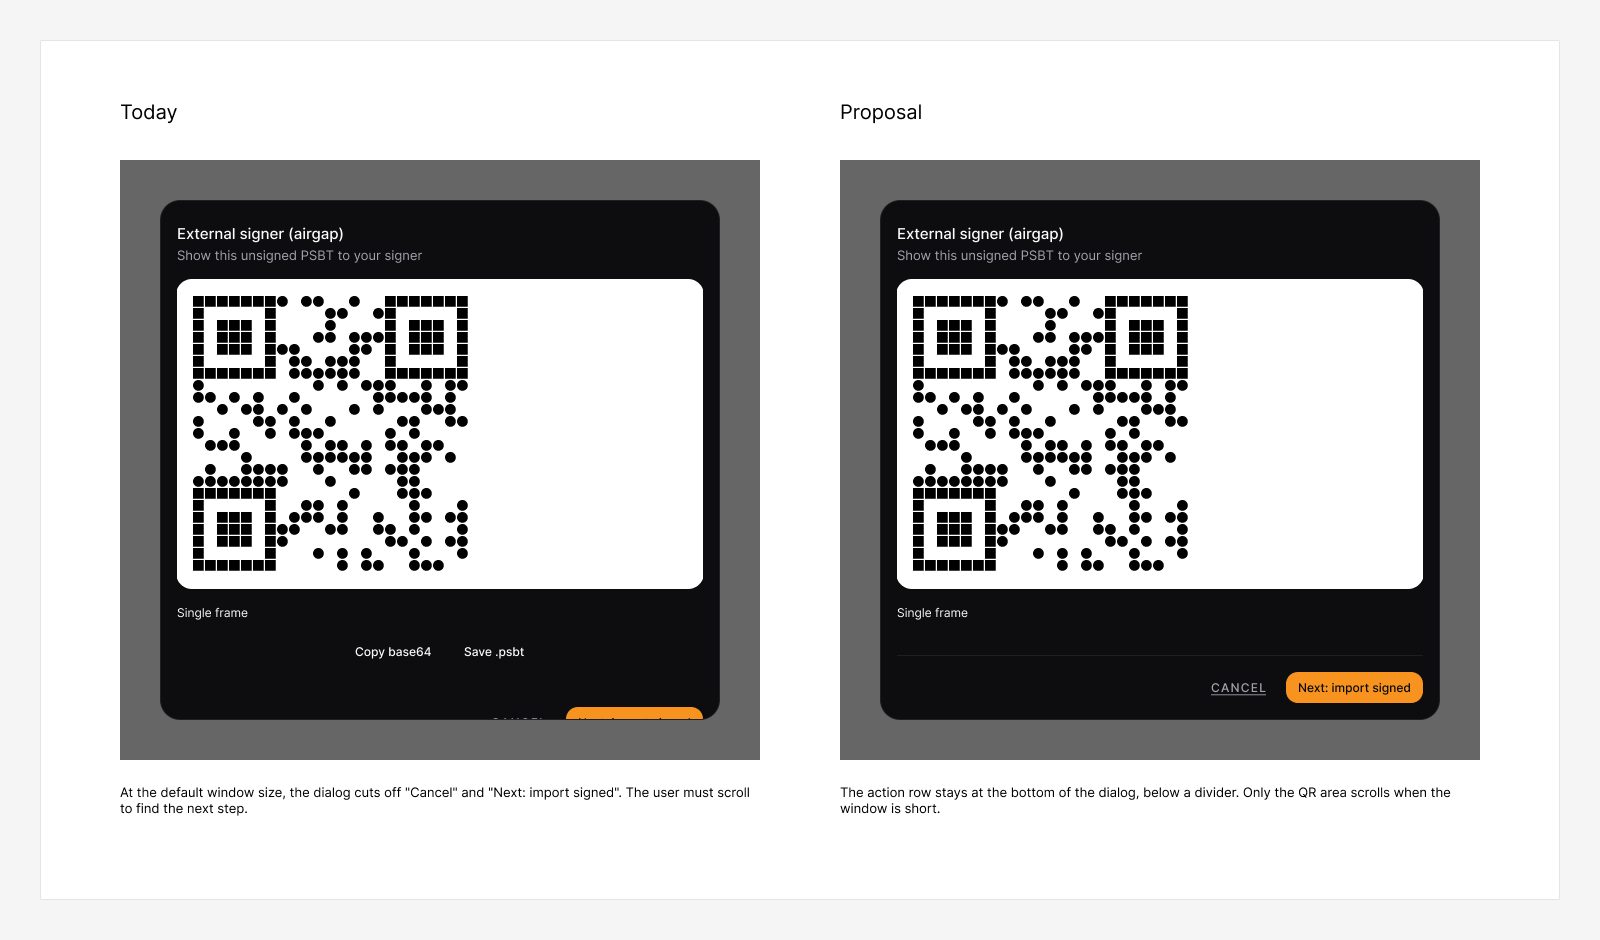 Today
External signer (airgap)
Show this unsigned PSBT to your signer
Single frame
Copy base64
Save .psbt
At the default window size, the dialog cuts off "Cancel" and "Next: import signed". The user must scroll
to find the next step.
Proposal
External signer (airgap)
Show this unsigned PSBT to your signer
Single frame
CANCEL
Next: import signed
The action row stays at the bottom of the dialog, below a divider. Only the QR area scrolls when the
window is short.